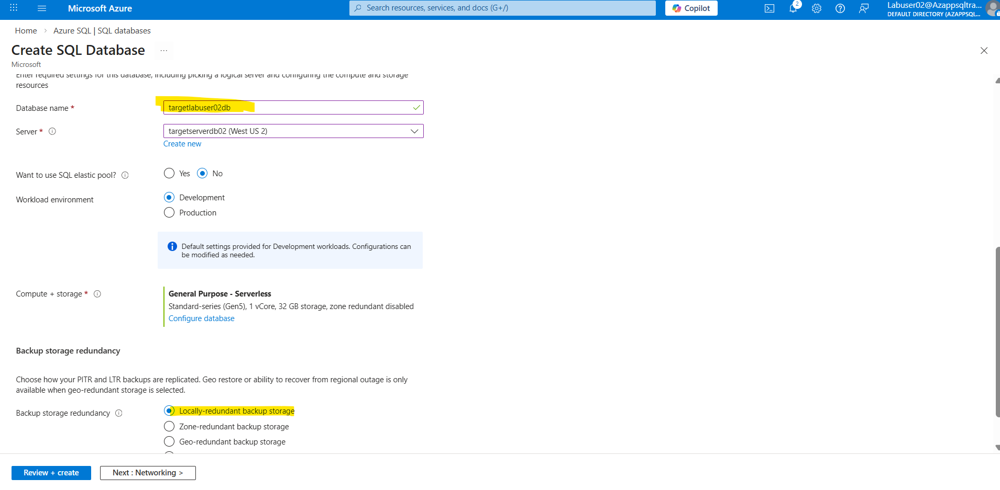 Microsoft Azure
Search resources, services, and docs (G+/)
Copilot
2
Labuser02@Azappsqltra...
DEFAULT DIRECTORY (AZAPPSQL...
Home > Azure SQL | SQL databases
Create SQL Database ...
Microsoft
Enter required settings for this database, including picking a logical server and configuring the compute and storage
resources
Database name *
targetlabuser02db
Server *
targetserverdb02 (West US 2)
Create new
Want to use SQL elastic pool?
Yes No
Workload environment
Development
Production
Default settings provided for Development workloads. Configurations can
be modified as needed.
Compute + storage *
General Purpose - Serverless
Standard-series (Gen5), 1 vCore, 32 GB storage, zone redundant disabled
Configure database
Backup storage redundancy
Choose how your PITR and LTR backups are replicated. Geo restore or ability to recover from regional outage is only
available when geo-redundant storage is selected.
Backup storage redundancy
Locally-redundant backup storage
Zone-redundant backup storage
Geo-redundant backup storage
Review + create
Next : Networking >